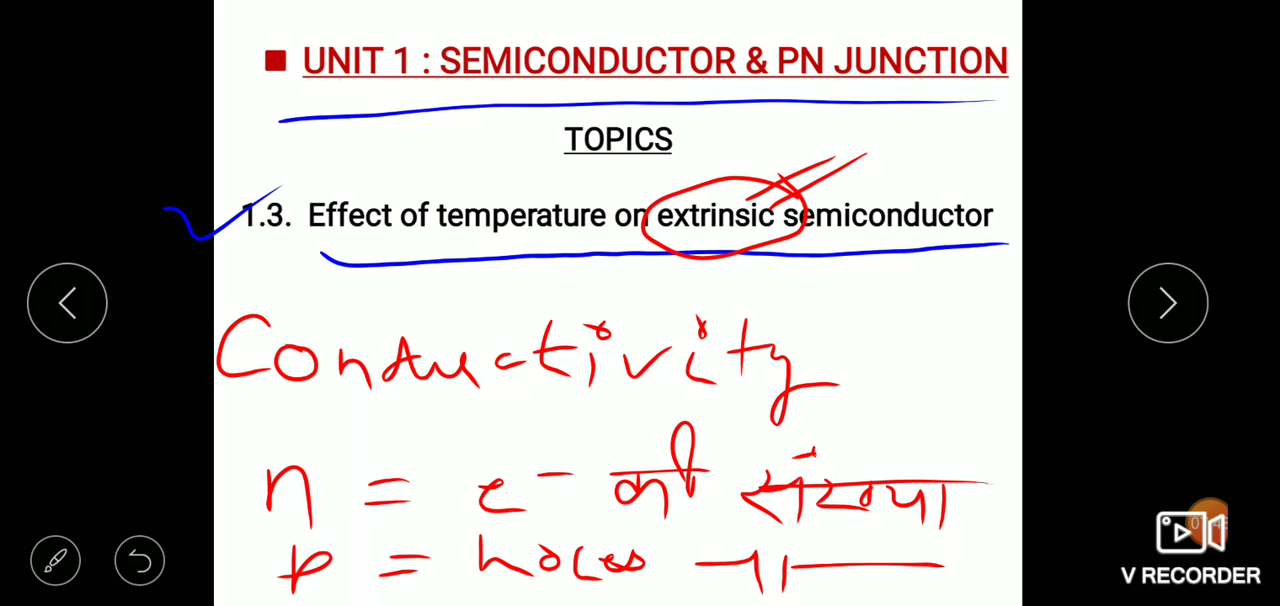 UNIT 1 : SEMICONDUCTOR & PN JUNCTION
TOPICS
1.3. Effect of temperature on extrinsic semiconductor
Conductivity
n = e⁻ की संख्या
p = holes —〃—
V RECORDER